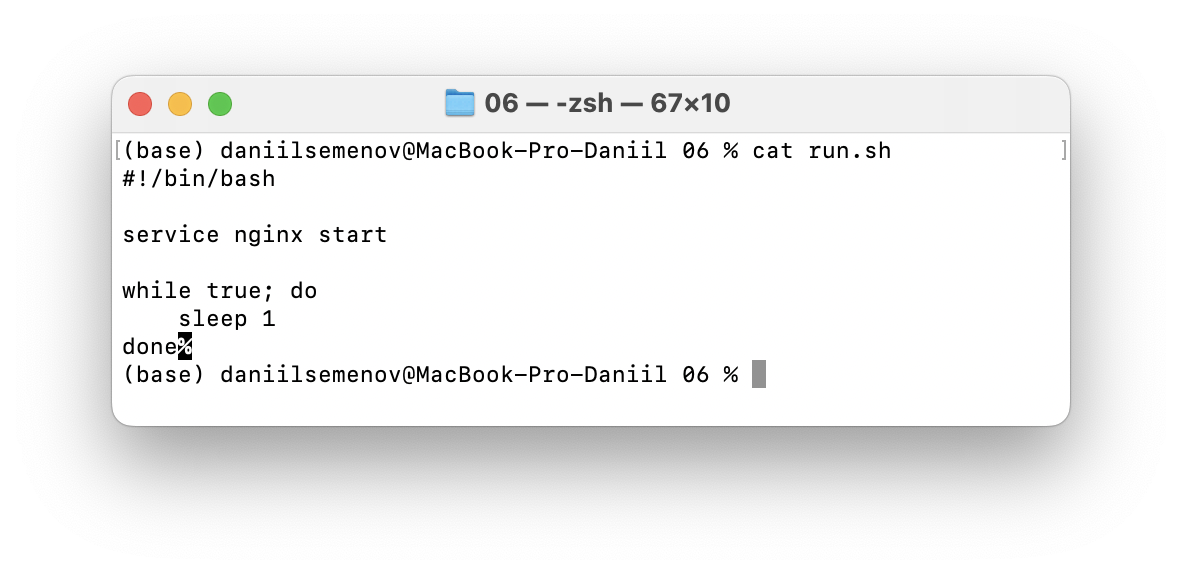 06 — -zsh — 67×10
[(base) daniilsemenov@MacBook-Pro-Daniil 06 % cat run.sh ]
#!/bin/bash
service nginx start
while true; do
    sleep 1
done%
(base) daniilsemenov@MacBook-Pro-Daniil 06 %